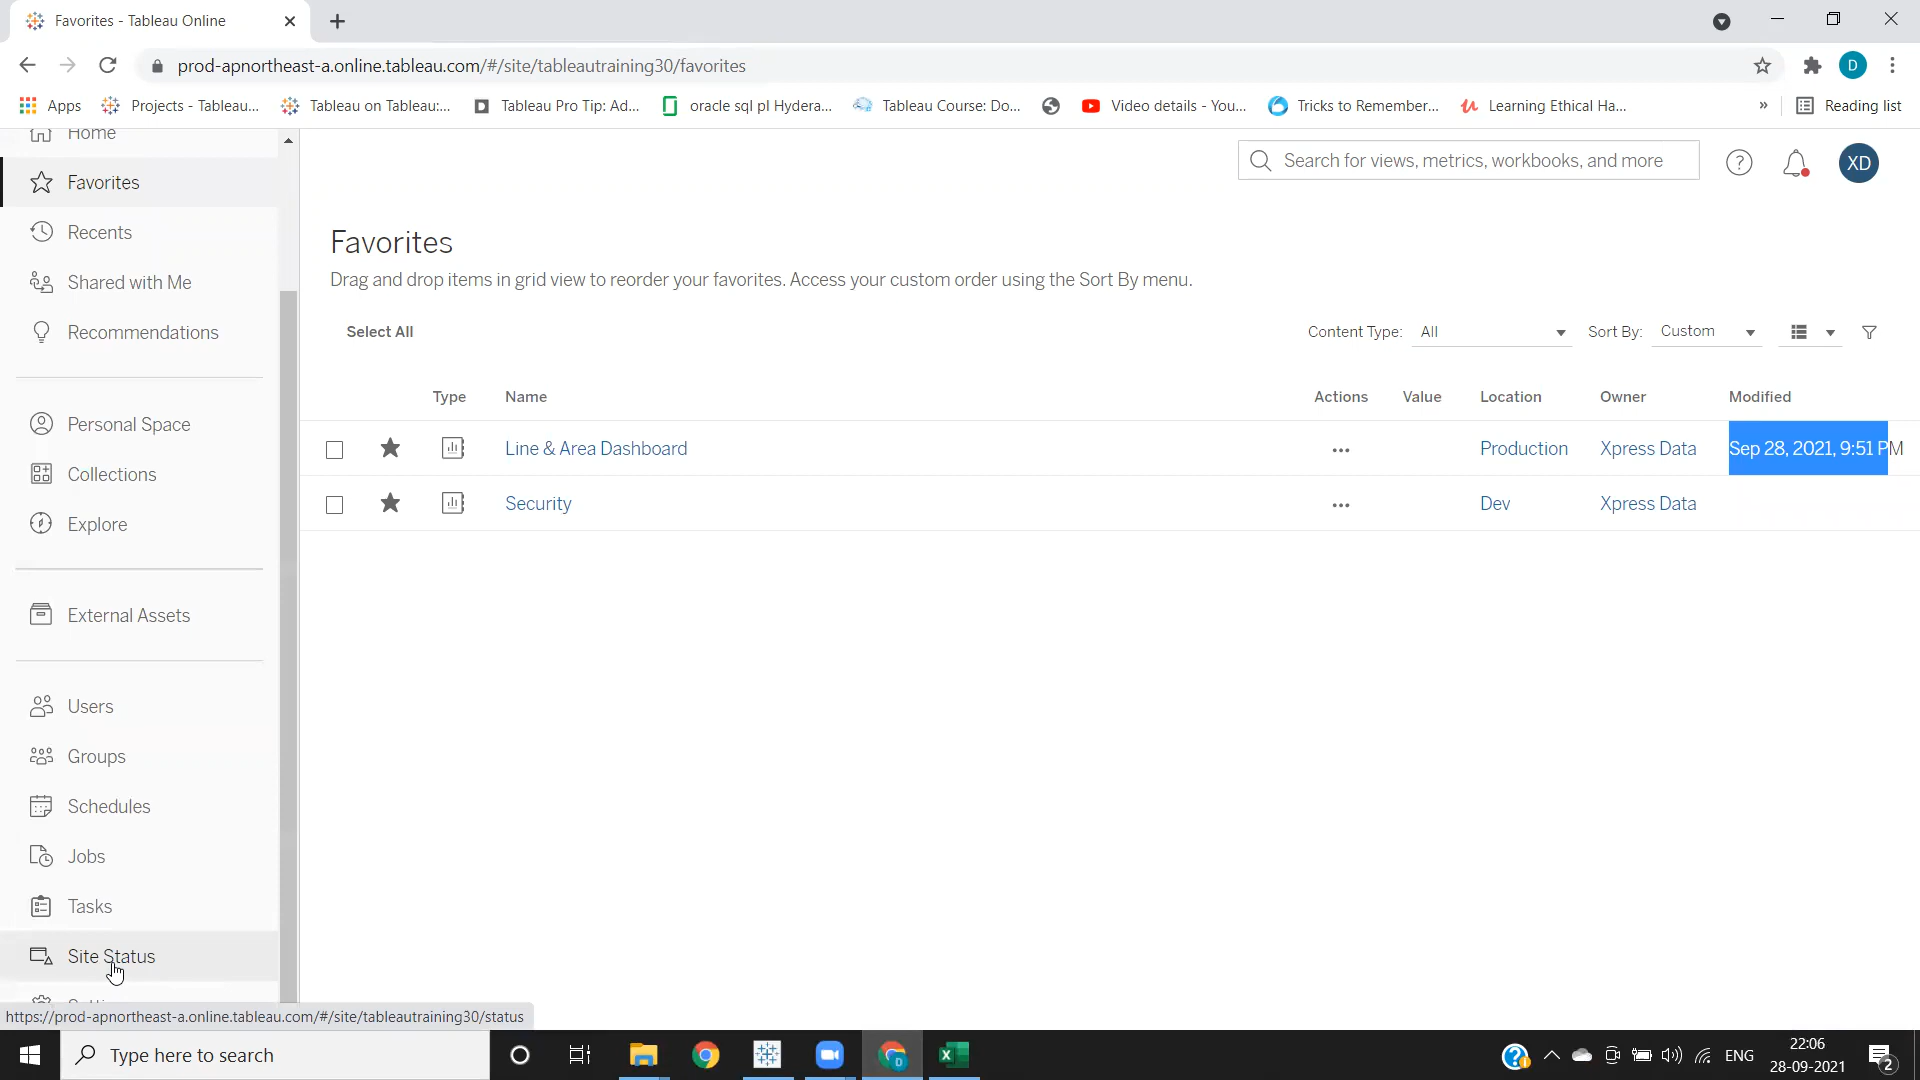 Favorites - Tableau Online
prod-apnortheast-a.online.tableau.com/#/site/tableautraining30/favorites
D
Apps
Projects - Tableau...
Tableau on Tableau:...
Tableau Pro Tip: Ad...
oracle sql pl Hydera...
Tableau Course: Do...
Video details - You...
Tricks to Remember...
Learning Ethical Ha...
»
Reading list
Home
Favorites
Recents
Shared with Me
Recommendations
Personal Space
Collections
Explore
External Assets
Users
Groups
Schedules
Jobs
Tasks
Site Status
https://prod-apnortheast-a.online.tableau.com/#/site/tableautraining30/status
Search for views, metrics, workbooks, and more
XD
Favorites
Drag and drop items in grid view to reorder your favorites. Access your custom order using the Sort By menu.
Select All
Content Type: All
Sort By: Custom
Type Name Actions Value Location Owner Modified
Line & Area Dashboard ••• Production Xpress Data Sep 28, 2021, 9:51 PM
Security ••• Dev Xpress Data
Type here to search
ENG
22:06
28-09-2021
2